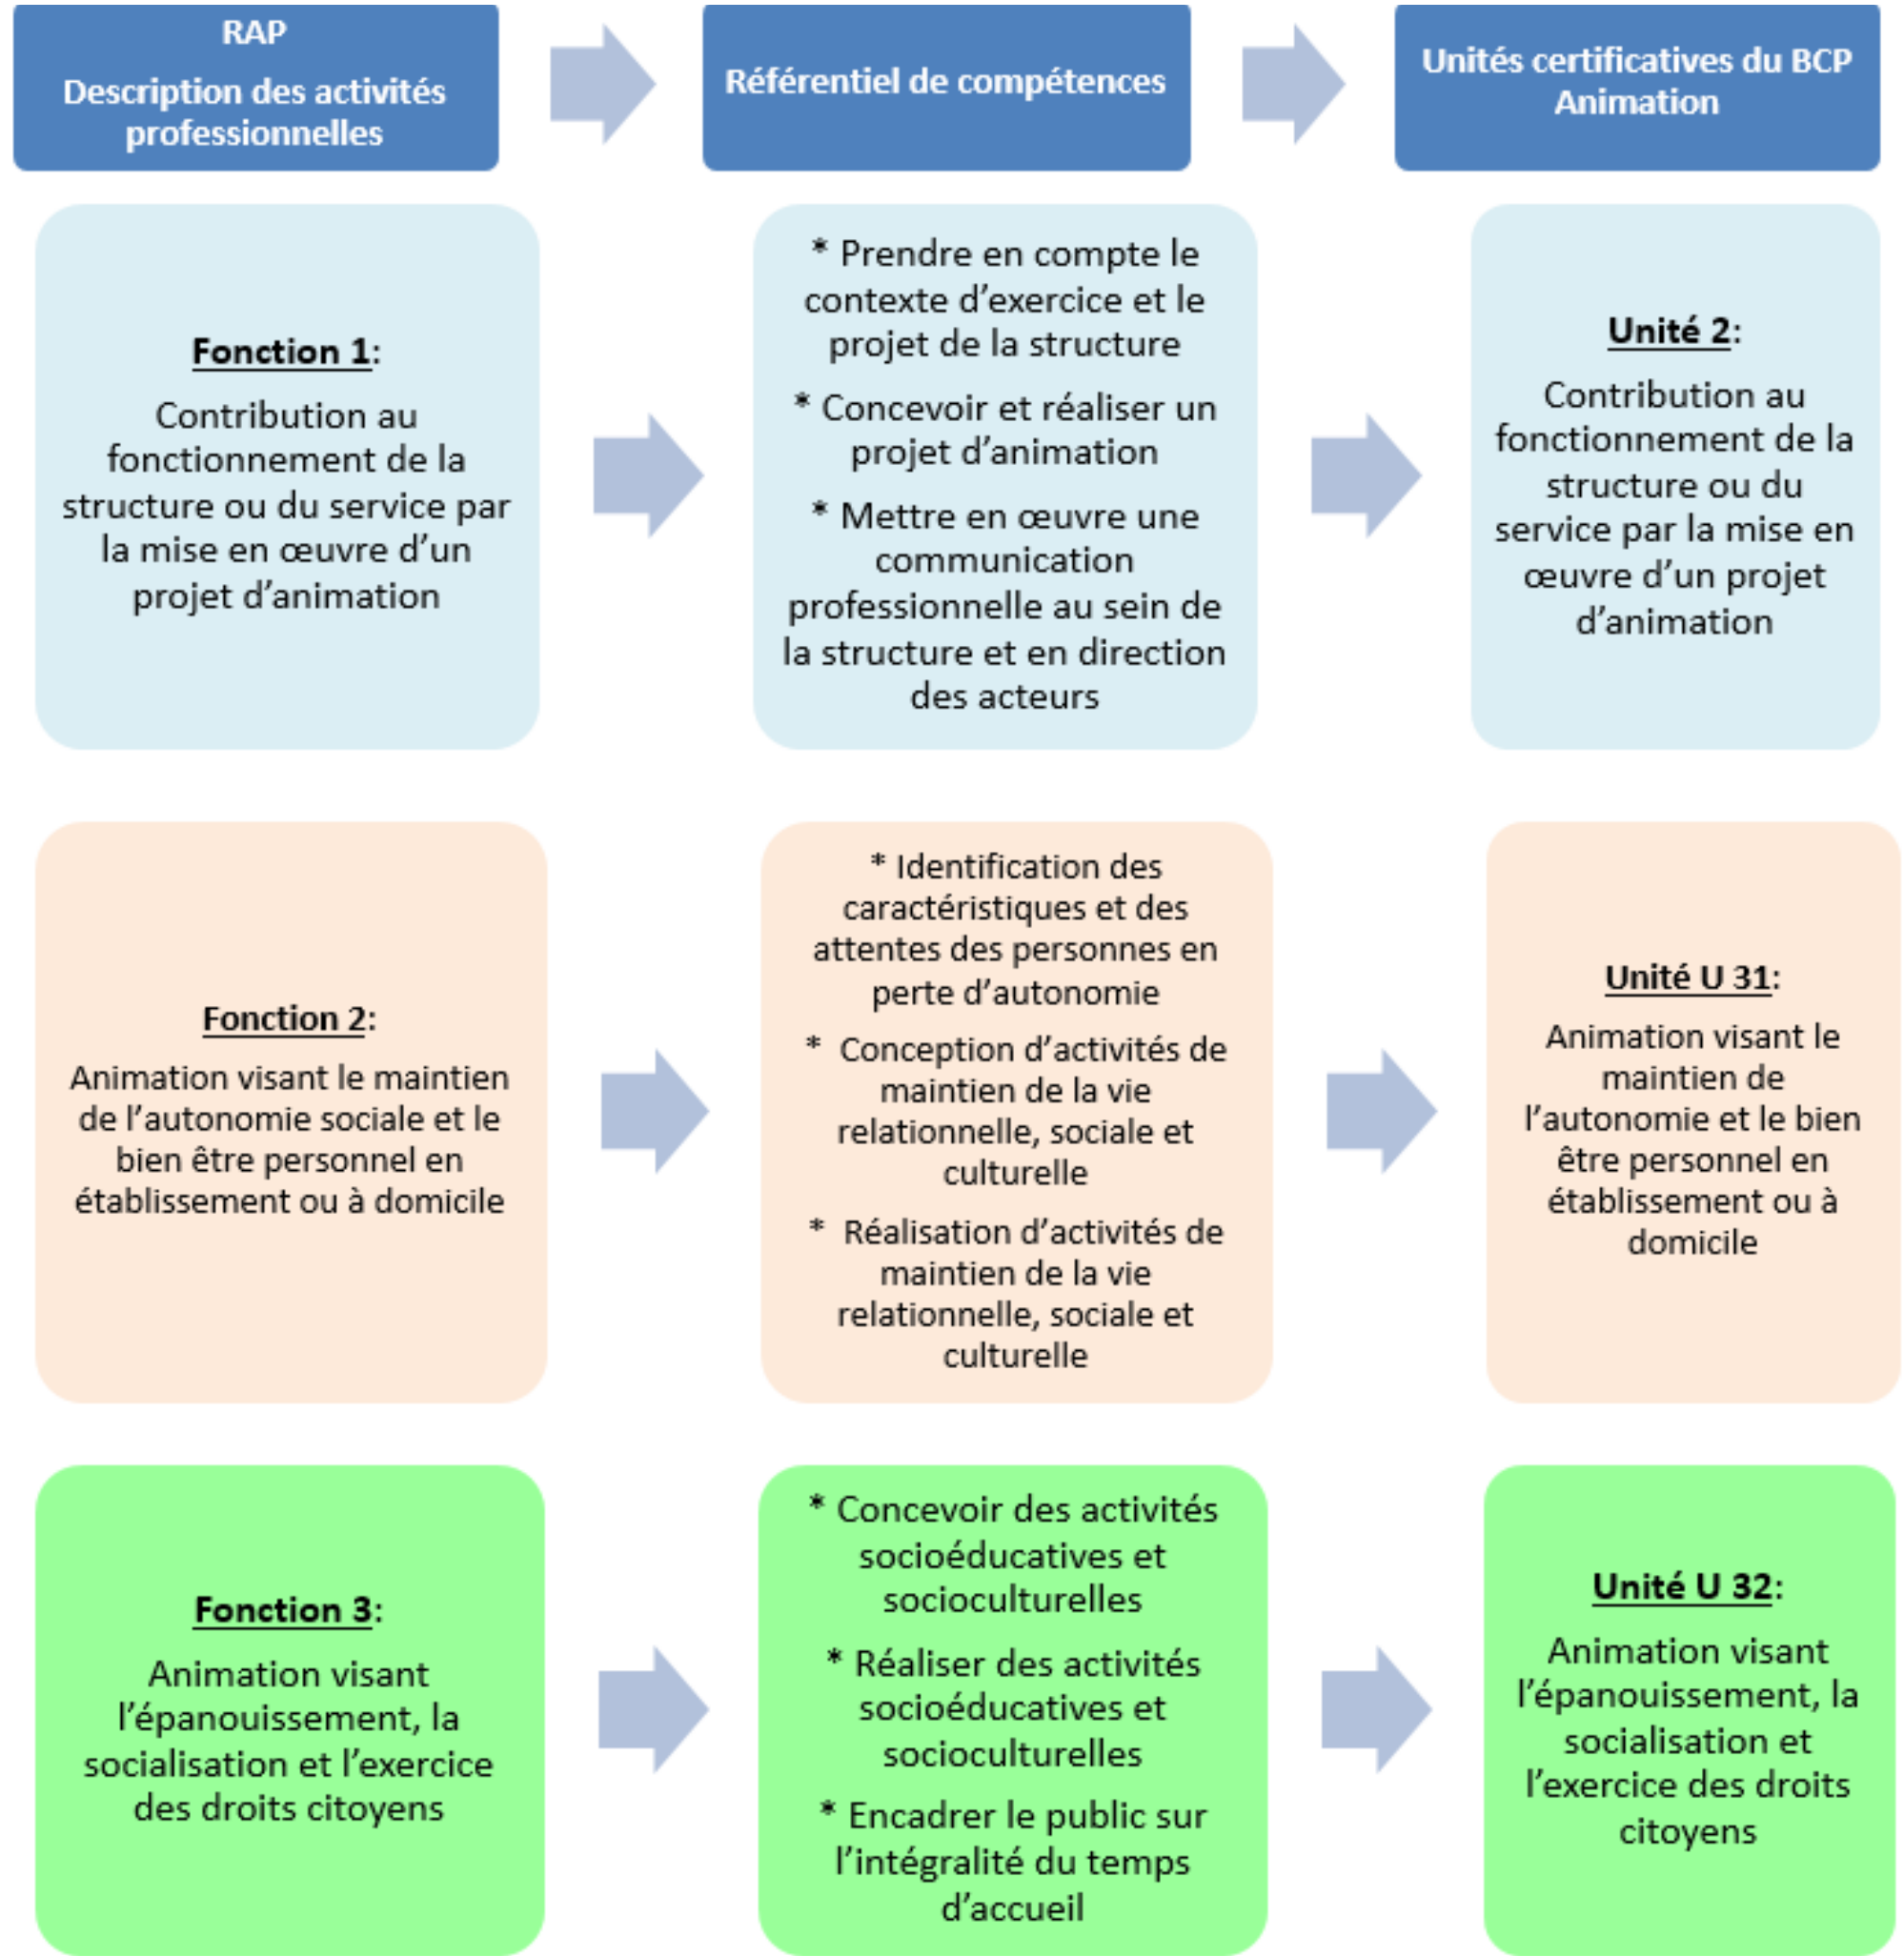 RAP
Description des activités
professionnelles
Référentiel de compétences
Unités certificatives du BCP
Animation
Fonction 1:
Contribution au
fonctionnement de la
structure ou du service par
la mise en œuvre d’un
projet d’animation
* Prendre en compte le
contexte d’exercice et le
projet de la structure
* Concevoir et réaliser un
projet d’animation
* Mettre en œuvre une
communication
professionnelle au sein de
la structure et en direction
des acteurs
Unité 2:
Contribution au
fonctionnement de la
structure ou du
service par la mise en
œuvre d’un projet
d’animation
Fonction 2:
Animation visant le maintien
de l’autonomie sociale et le
bien être personnel en
établissement ou à domicile
* Identification des
caractéristiques et des
attentes des personnes en
perte d’autonomie
* Conception d’activités de
maintien de la vie
relationnelle, sociale et
culturelle
* Réalisation d’activités de
maintien de la vie
relationnelle, sociale et
culturelle
Unité U 31:
Animation visant le
maintien de
l’autonomie et le bien
être personnel en
établissement ou à
domicile
Fonction 3:
Animation visant
l’épanouissement, la
socialisation et l’exercice
des droits citoyens
* Concevoir des activités
socioéducatives et
socioculturelles
* Réaliser des activités
socioéducatives et
socioculturelles
* Encadrer le public sur
l’intégralité du temps
d’accueil
Unité U 32:
Animation visant
l’épanouissement, la
socialisation et
l’exercice des droits
citoyens